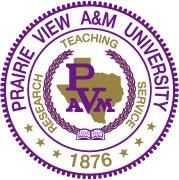 PRAIRIE VIEW A&M UNIVERSITY
RESEARCH TEACHING SERVICE
PVAM
1876